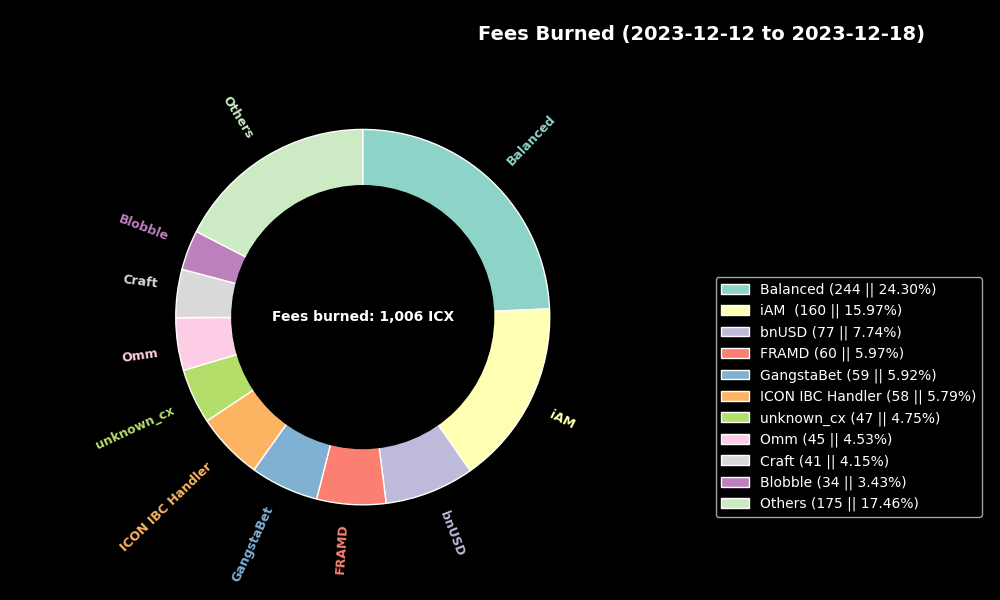 Fees Burned (2023-12-12 to 2023-12-18)
Others
Balanced
Blobble
Craft
Fees burned: 1,006 ICX
Omm
unknown_cx
iAM
ICON IBC Handler
GangstaBet
FRAMD
bnUSD
Balanced (244 || 24.30%)
iAM  (160 || 15.97%)
bnUSD (77 || 7.74%)
FRAMD (60 || 5.97%)
GangstaBet (59 || 5.92%)
ICON IBC Handler (58 || 5.79%)
unknown_cx (47 || 4.75%)
Omm (45 || 4.53%)
Craft (41 || 4.15%)
Blobble (34 || 3.43%)
Others (175 || 17.46%)